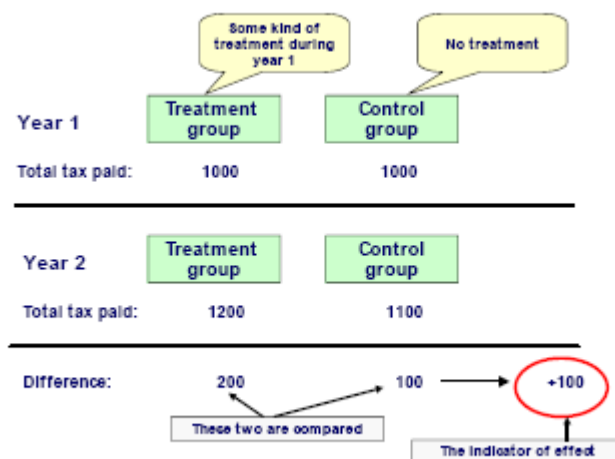 Some kind of
treatment during
year 1
No treatment
Year 1
Treatment
group
Control
group
Total tax paid: 1000 1000
Year 2
Treatment
group
Control
group
Total tax paid: 1200 1100
Difference: 200 100 +100
These two are compared
The indicator of effect